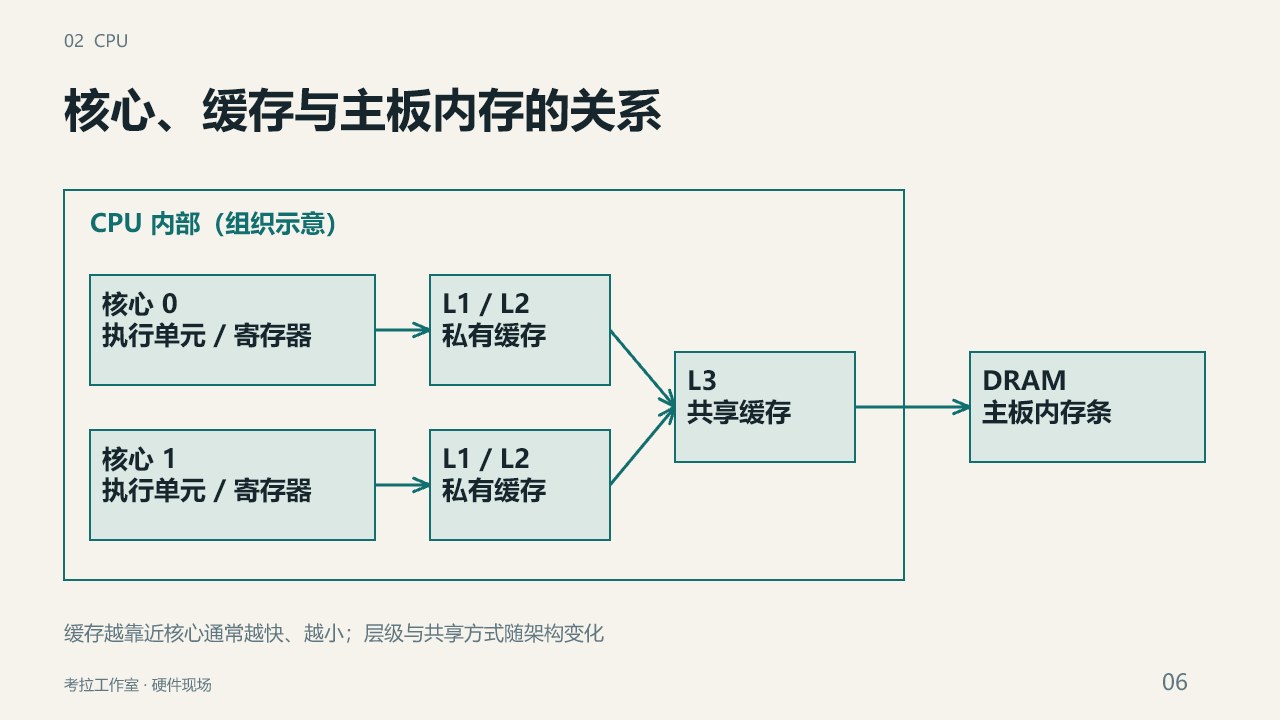 02 CPU
核心、缓存与主板内存的关系
CPU 内部（组织示意）
核心 0
执行单元 / 寄存器
L1 / L2
私有缓存
L3
共享缓存
DRAM
主板内存条
核心 1
执行单元 / 寄存器
L1 / L2
私有缓存
缓存越靠近核心通常越快、越小；层级与共享方式随架构变化
考拉工作室 · 硬件现场
06